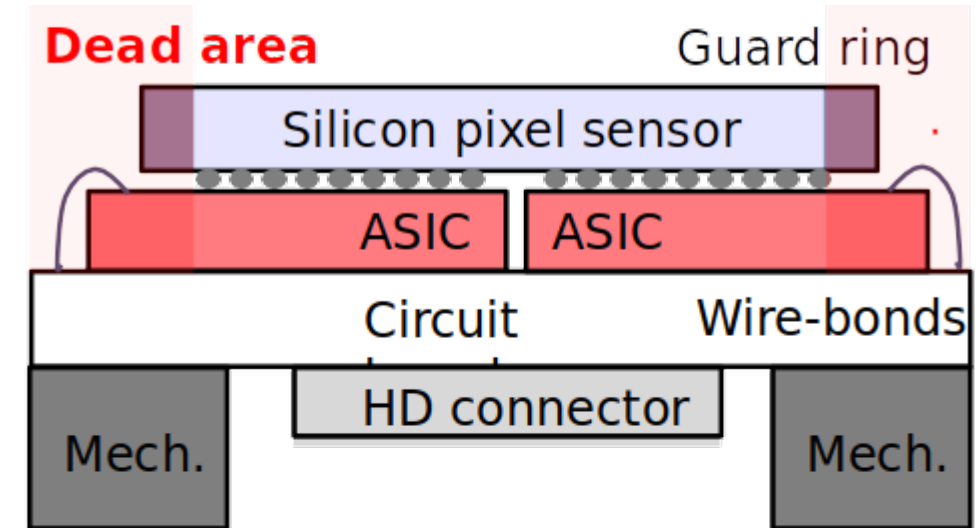 Dead area
Guard ring
Silicon pixel sensor
ASIC
ASIC
Circuit
Wire-bonds
HD connector
Mech.
Mech.